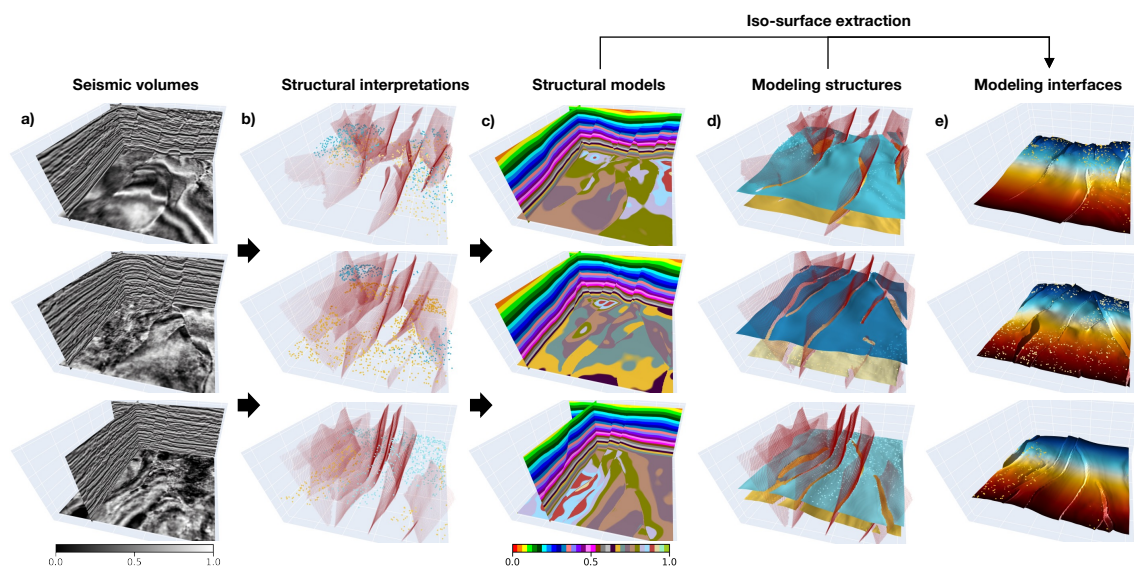 Iso-surface extraction
Seismic volumes
Structural interpretations
Structural models
Modeling structures
Modeling interfaces
a)
b)
c)
d)
e)
0.0 0.5 1.0
0.0 0.5 1.0